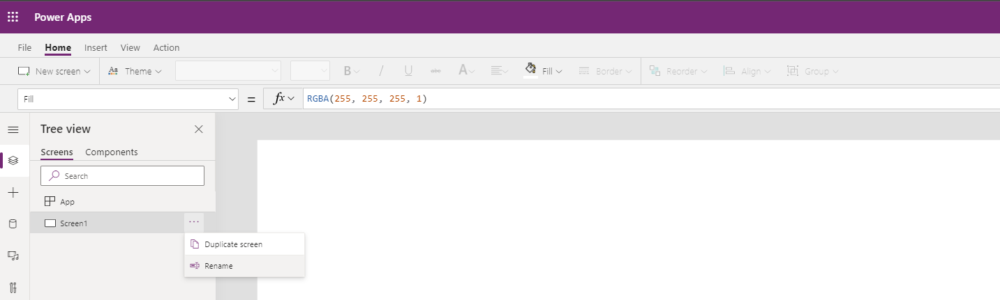 Power Apps
File Home Insert View Action
New screen Theme B / U abc A Fill Border Reorder Align Group
Fill = fx RGBA(255, 255, 255, 1)
Tree view
Screens Components
Search
App
Screen1 ...
Duplicate screen
Rename